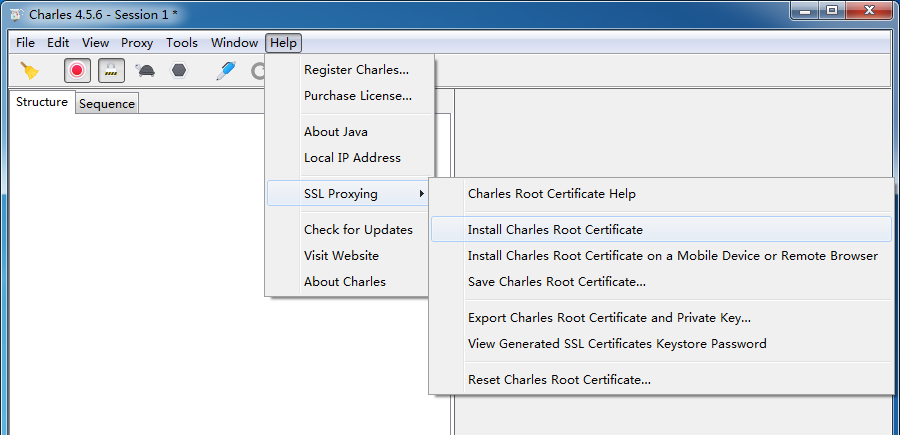 Charles 4.5.6 - Session 1 *
File Edit View Proxy Tools Window Help
Register Charles...
Purchase License...
Structure Sequence
About Java
Local IP Address
SSL Proxying
Charles Root Certificate Help
Check for Updates
Install Charles Root Certificate
Visit Website
Install Charles Root Certificate on a Mobile Device or Remote Browser
About Charles
Save Charles Root Certificate...
Export Charles Root Certificate and Private Key...
View Generated SSL Certificates Keystore Password
Reset Charles Root Certificate...